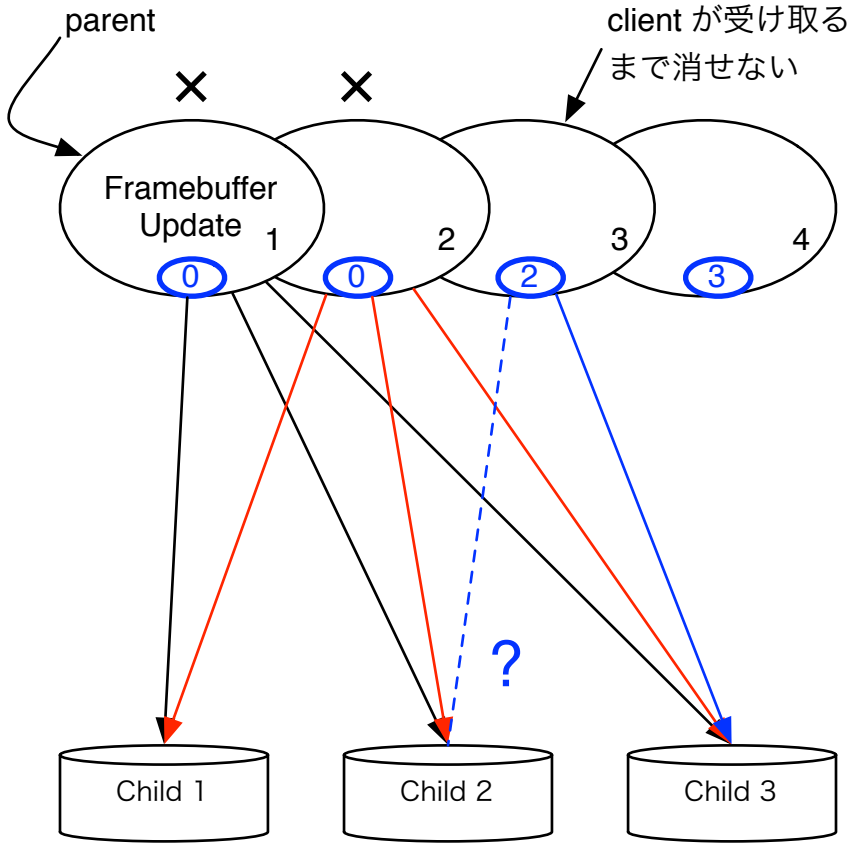 parent
client が受け取る
まで消せない
× ×
Framebuffer
Update
1 2 3 4
0 0 2 3
?
Child 1 Child 2 Child 3